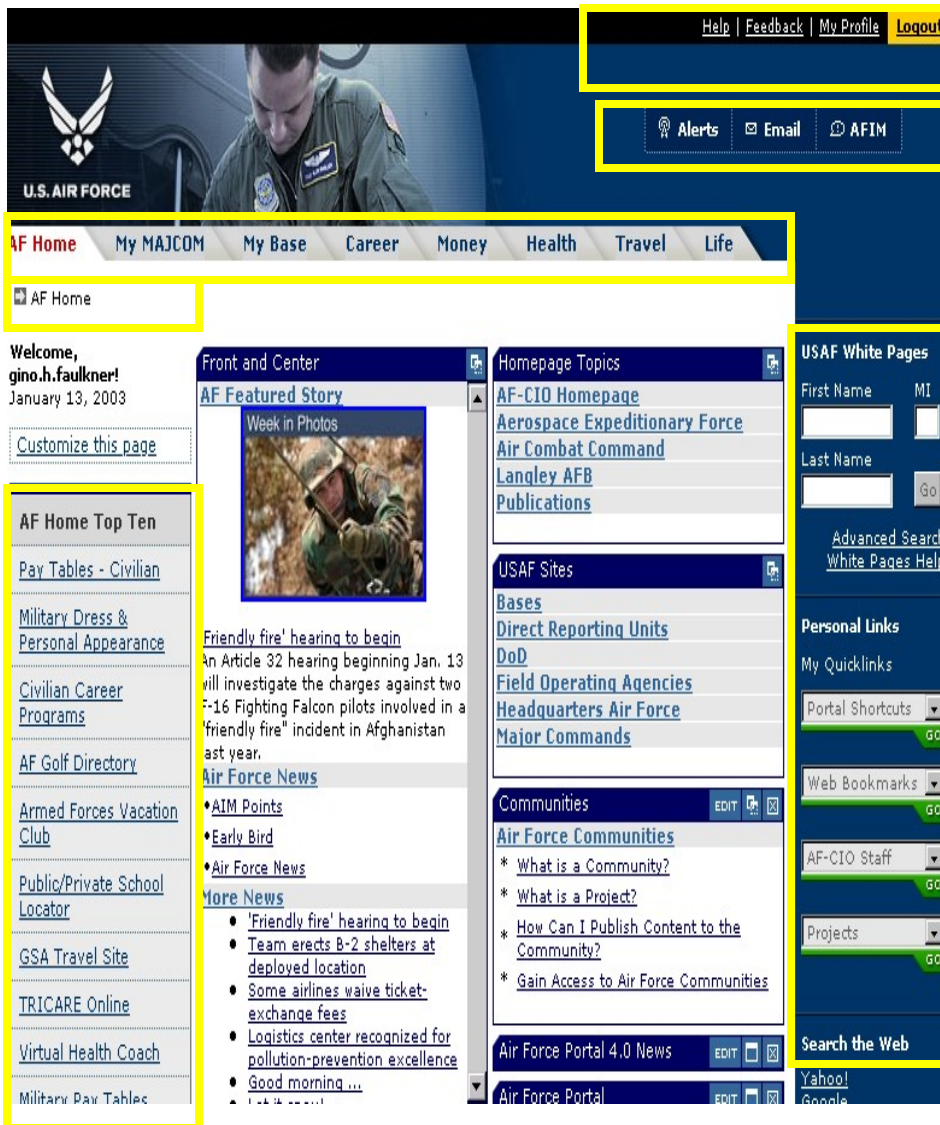 Help | Feedback | My Profile Logout
Alerts Email AFIM
U.S. AIR FORCE
AF Home My MAJCOM My Base Career Money Health Travel Life
AF Home
Welcome,
gino.h.faulkner!
January 13, 2003
Customize this page
AF Home Top Ten
Pay Tables - Civilian
Military Dress &
Personal Appearance
Civilian Career
Programs
AF Golf Directory
Armed Forces Vacation
Club
Public/Private School
Locator
GSA Travel Site
TRICARE Online
Virtual Health Coach
Military Pay Tables
Front and Center
AF Featured Story
Week in Photos
'Friendly fire' hearing to begin
An Article 32 hearing beginning Jan. 13
will investigate the charges against two
F-16 Fighting Falcon pilots involved in a
"friendly fire" incident in Afghanistan
last year.
Air Force News
•AIM Points
•Early Bird
•Air Force News
More News
• 'Friendly fire' hearing to begin
• Team erects B-2 shelters at
deployed location
• Some airlines waive ticket-
exchange fees
• Logistics center recognized for
pollution-prevention excellence
• Good morning ...
Homepage Topics
AF-CIO Homepage
Aerospace Expeditionary Force
Air Combat Command
Langley AFB
Publications
USAF Sites
Bases
Direct Reporting Units
DoD
Field Operating Agencies
Headquarters Air Force
Major Commands
Communities EDIT
Air Force Communities
* What is a Community?
* What is a Project?
* How Can I Publish Content to the
Community?
* Gain Access to Air Force Communities
Air Force Portal 4.0 News EDIT
Air Force Portal EDIT
USAF White Pages
First Name MI
Last Name
Go
Advanced Search
White Pages Help
Personal Links
My Quicklinks
Portal Shortcuts
GO
Web Bookmarks
GO
AF-CIO Staff
GO
Projects
GO
Search the Web
Yahoo!
Google